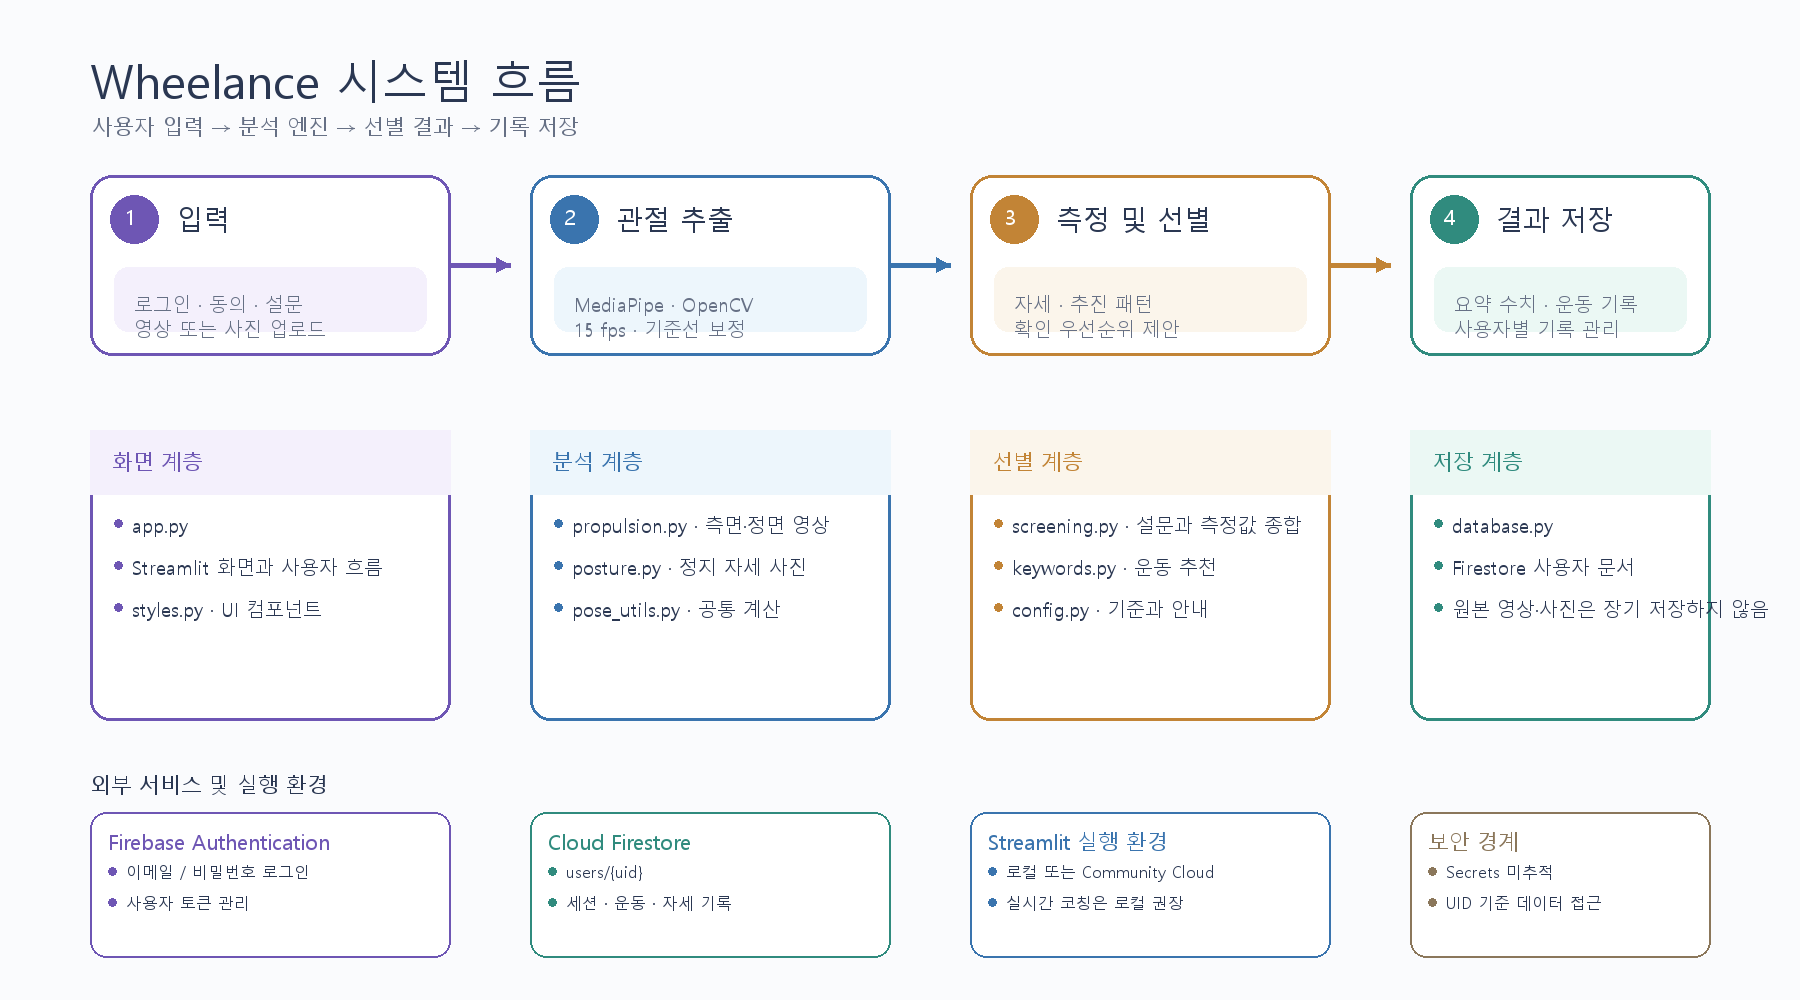 Wheelance 시스템 흐름
사용자 입력 → 분석 엔진 → 선별 결과 → 기록 저장
1 입력
로그인 · 동의 · 설문
영상 또는 사진 업로드
2 관절 추출
MediaPipe · OpenCV
15 fps · 기준선 보정
3 측정 및 선별
자세 · 추진 패턴
확인 우선순위 제안
4 결과 저장
요약 수치 · 운동 기록
사용자별 기록 관리
화면 계층
app.py
Streamlit 화면과 사용자 흐름
styles.py · UI 컴포넌트
분석 계층
propulsion.py · 측면·정면 영상
posture.py · 정지 자세 사진
pose_utils.py · 공통 계산
선별 계층
screening.py · 설문과 측정값 종합
keywords.py · 운동 추천
config.py · 기준과 안내
저장 계층
database.py
Firestore 사용자 문서
원본 영상·사진은 장기 저장하지 않음
외부 서비스 및 실행 환경
Firebase Authentication
이메일 / 비밀번호 로그인
사용자 토큰 관리
Cloud Firestore
users/{uid}
세션 · 운동 · 자세 기록
Streamlit 실행 환경
로컬 또는 Community Cloud
실시간 코칭은 로컬 권장
보안 경계
Secrets 미추적
UID 기준 데이터 접근